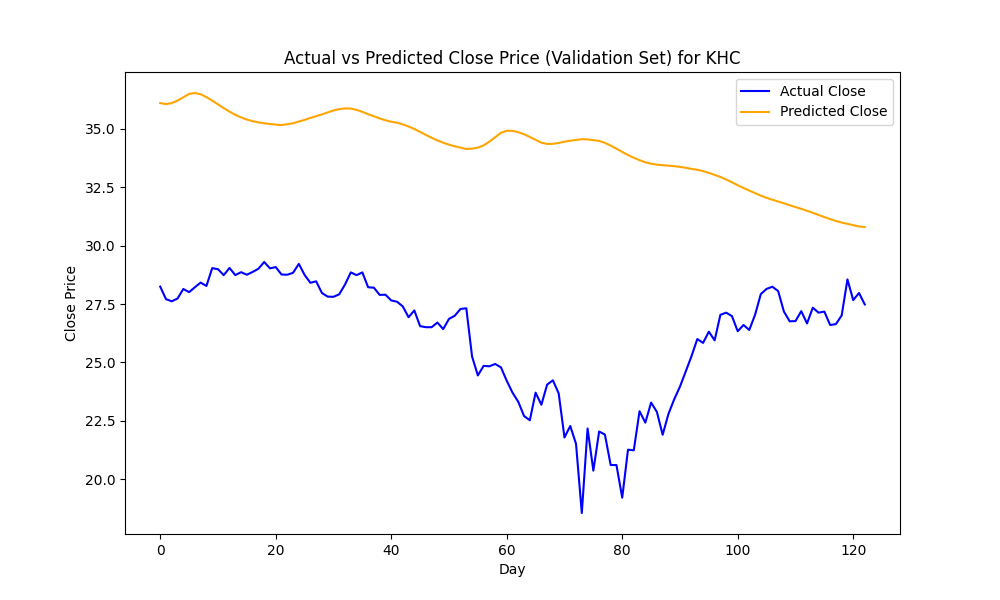 Actual vs Predicted Close Price (Validation Set) for KHC
Actual Close
Predicted Close
Close Price
35.0
32.5
30.0
27.5
25.0
22.5
20.0
0 20 40 60 80 100 120
Day